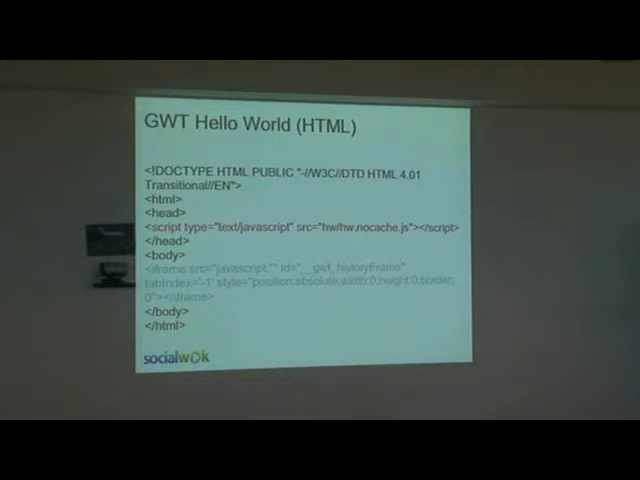 GWT Hello World (HTML)
<!DOCTYPE HTML PUBLIC "-//W3C//DTD HTML 4.01
Transitional//EN">
<html>
<head>
<script type="text/javascript" src="hw/hw.nocache.js"></script>
</head>
<body>
<iframe src="javascript:''" id="__gwt_historyFrame"
tabIndex='-1' style="position:absolute;width:0;height:0;border:
0"></iframe>
</body>
</html>
socialwok